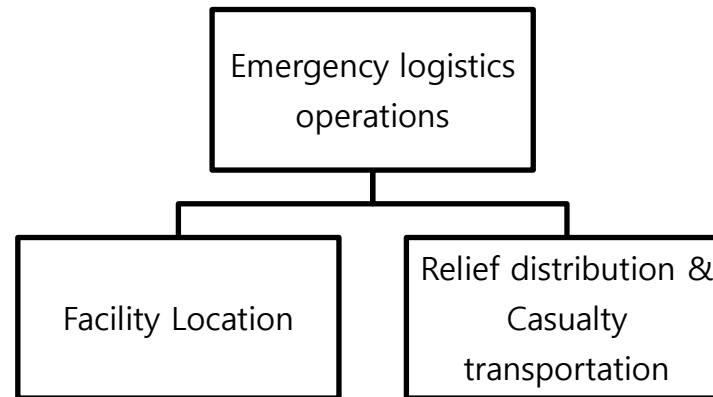 Emergency logistics
operations
Facility Location
Relief distribution &
Casualty
transportation